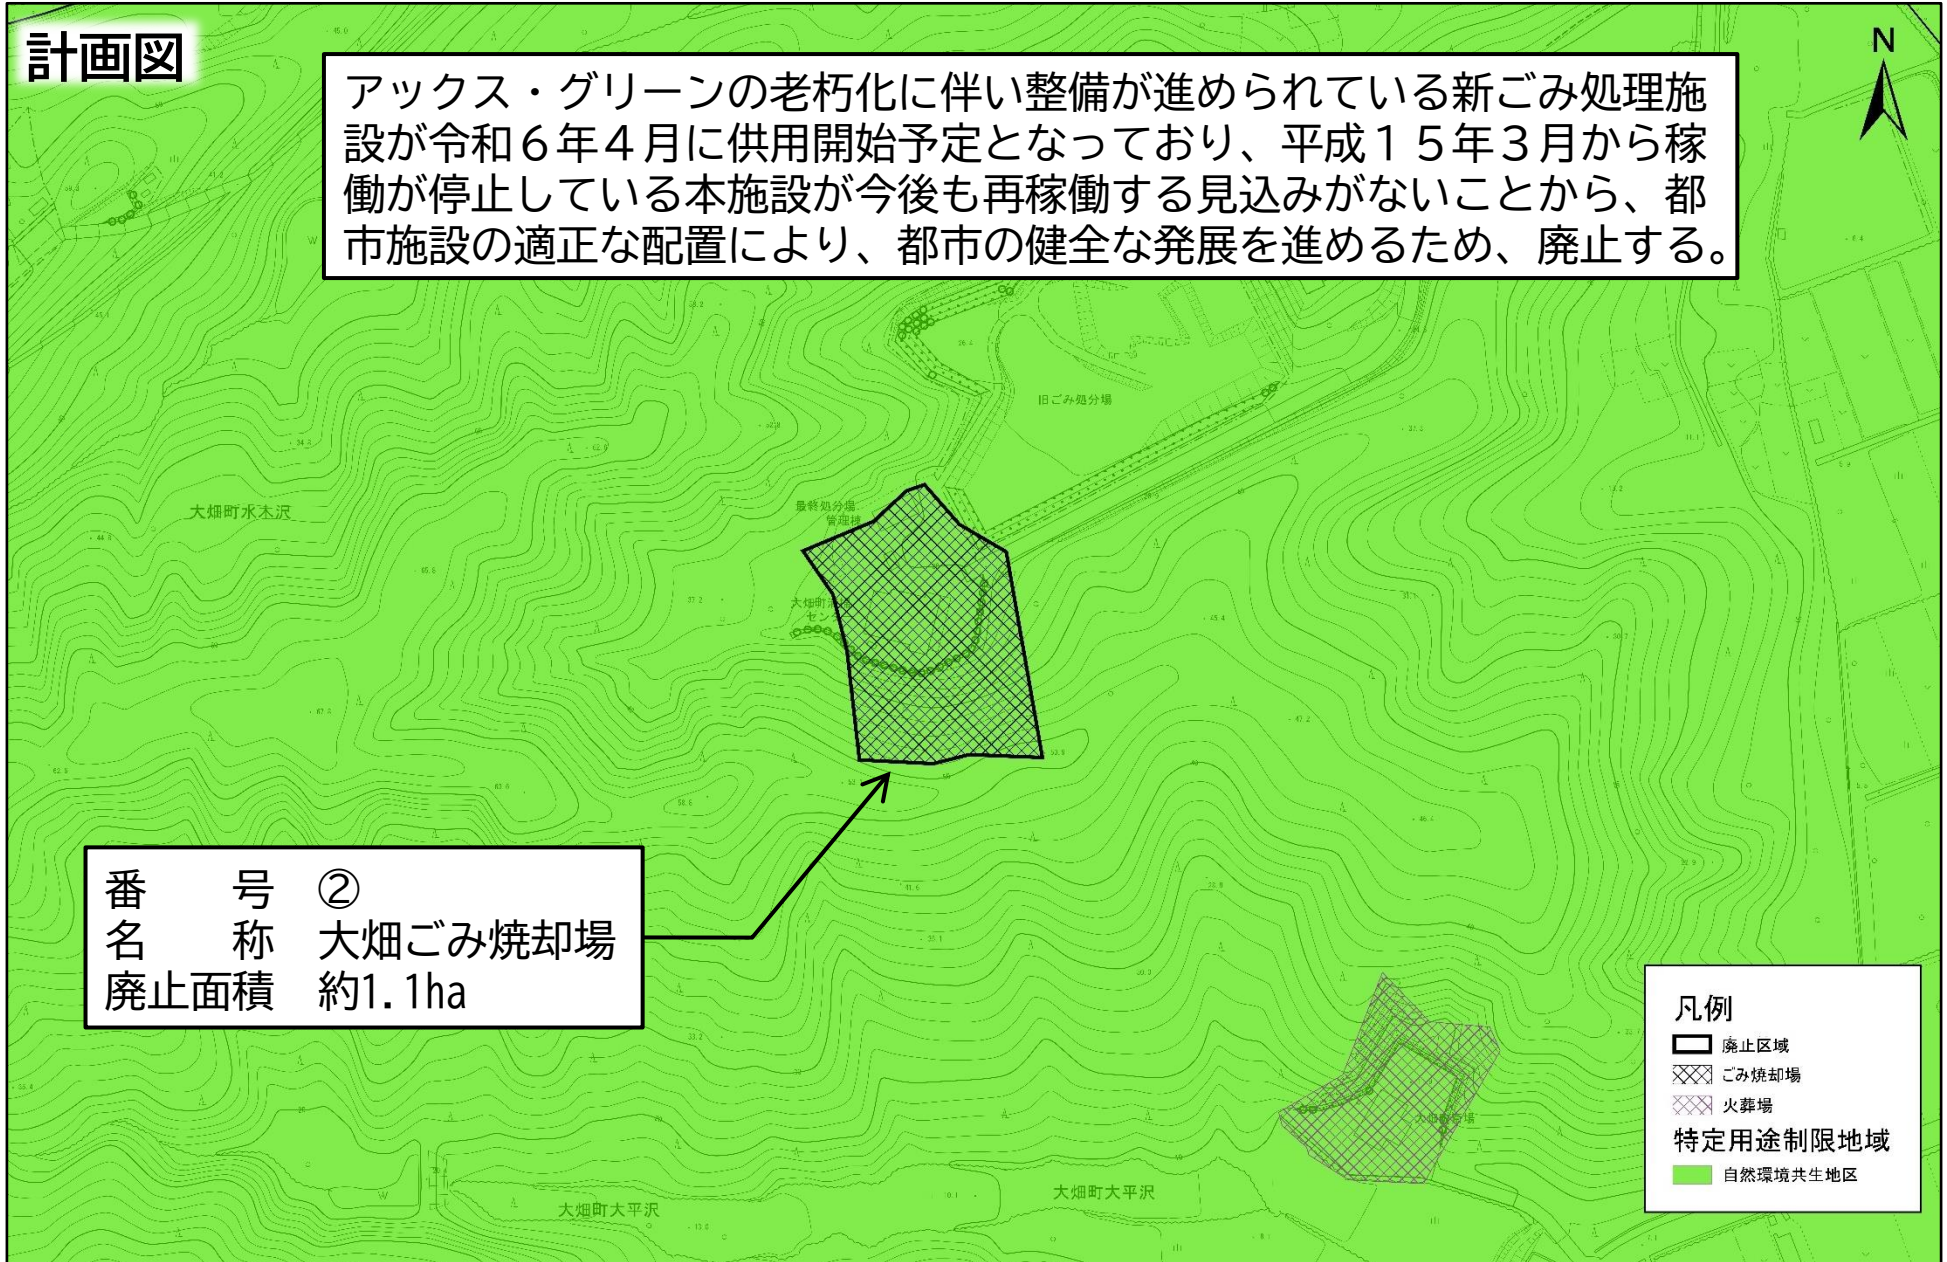 計画図
N
アックス・グリーンの老朽化に伴い整備が進められている新ごみ処理施
設が令和６年４月に供用開始予定となっており、平成１５年３月から稼
働が停止している本施設が今後も再稼働する見込みがないことから、都
市施設の適正な配置により、都市の健全な発展を進めるため、廃止する。
旧ごみ処分場
最終処分場
管理棟
大畑町水木沢
番　　号　②
名　　称　大畑ごみ焼却場
廃止面積　約1.1ha
大畑町大平沢
大畑町大平沢
凡例
廃止区域
ごみ焼却場
火葬場
特定用途制限地域
自然環境共生地区